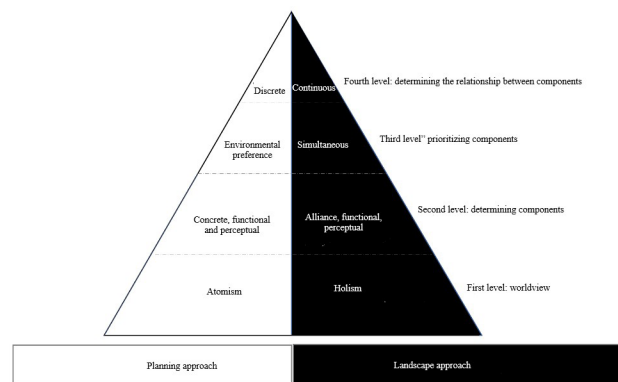 Fourth level: determining the relationship between components
Discrete
Continuous
Third level" prioritizing components
Environmental
preference
Simultaneous
Second level: determining components
Concrete, functional
and perceptual
Alliance, functional,
perceptual
First level: worldview
Atomism
Holism
Planning approach
Landscape approach